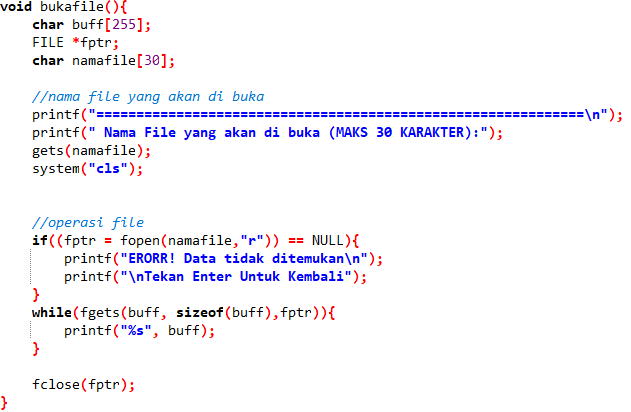 void bukafile(){
    char buff[255];
    FILE *fptr;
    char namafile[30];
    //nama file yang akan di buka
    printf("=============================================================\n");
    printf(" Nama File yang akan di buka (MAKS 30 KARAKTER):");
    gets(namafile);
    system("cls");
    //operasi file
    if((fptr = fopen(namafile,"r")) == NULL){
        printf("ERORR! Data tidak ditemukan\n");
        printf("\nTekan Enter Untuk Kembali");
    }
    while(fgets(buff, sizeof(buff),fptr)){
        printf("%s", buff);
    }
    fclose(fptr);
}